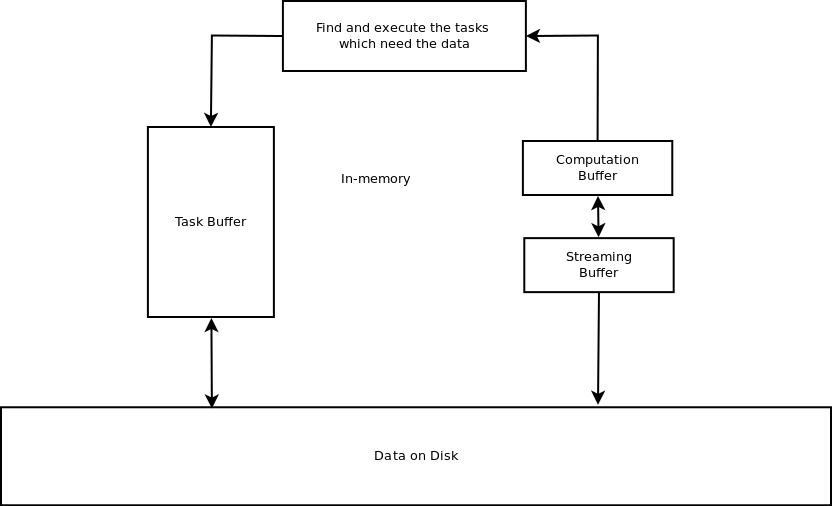 Find and execute the tasks
which need the data
Computation
Buffer
In-memory
Task Buffer
Streaming
Buffer
Data on Disk